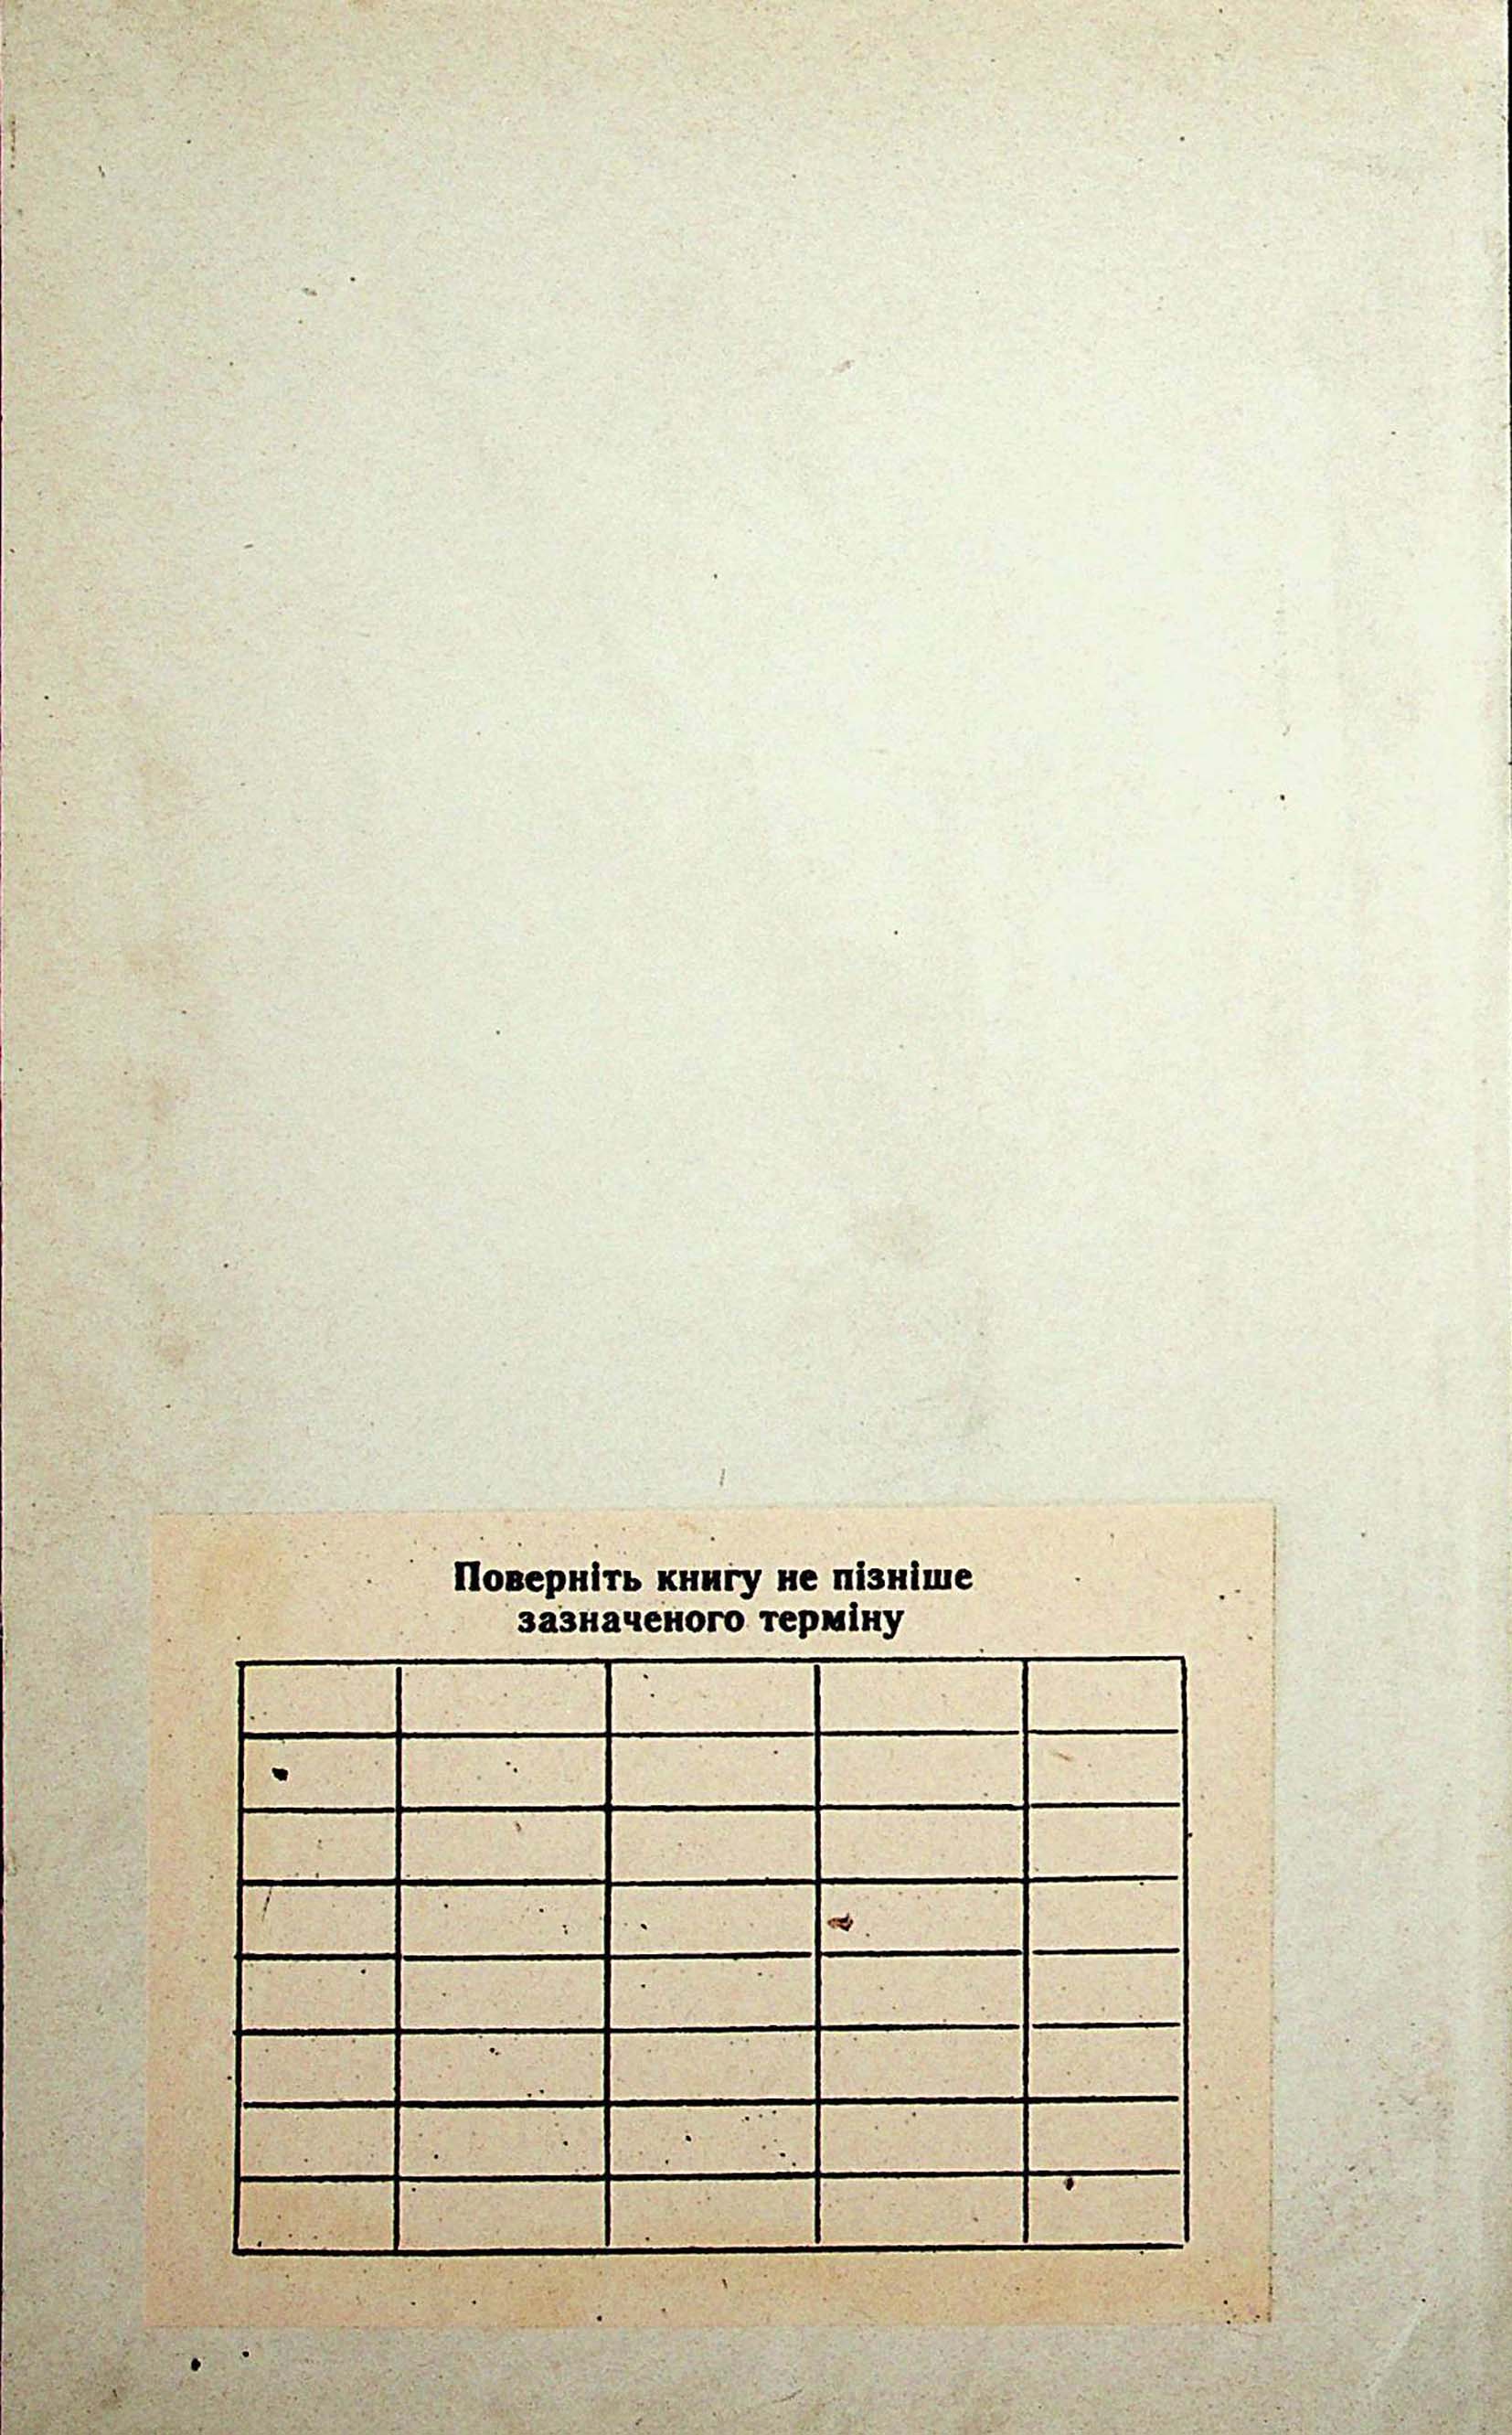 Поверніть книгу не пізніше
зазначеного терміну